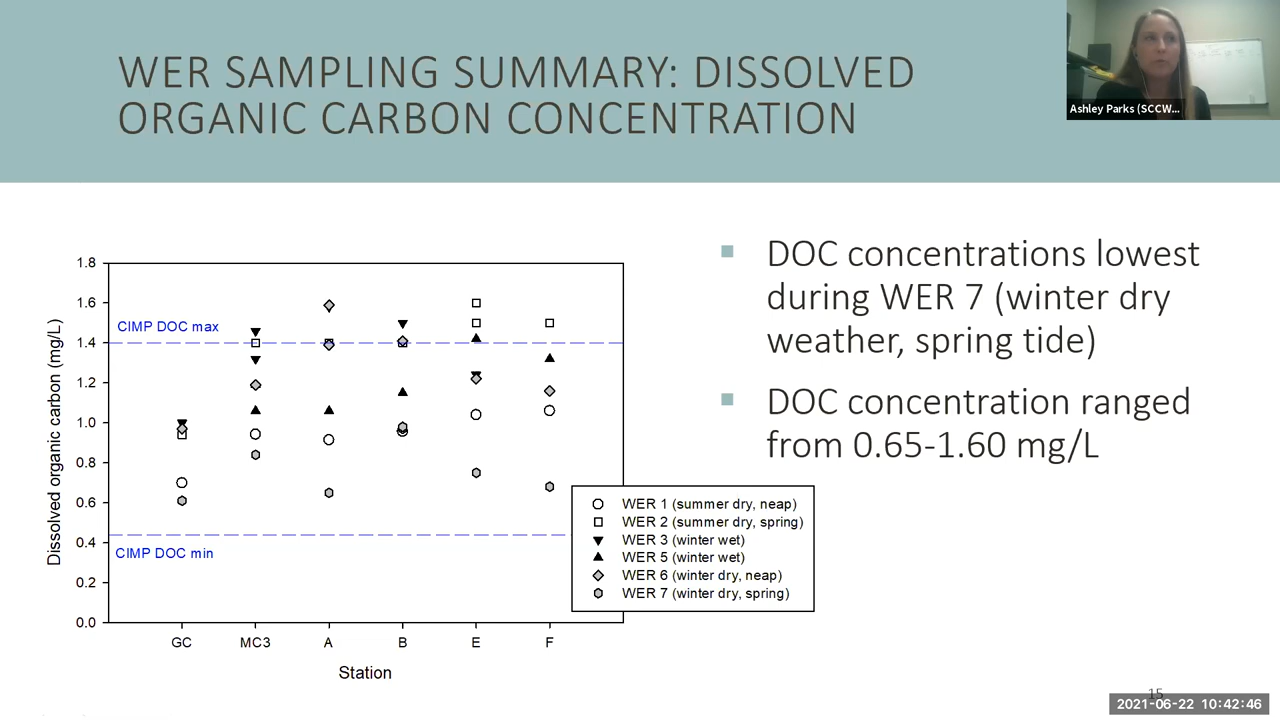 WER SAMPLING SUMMARY: DISSOLVED
ORGANIC CARBON CONCENTRATION
Ashley Parks (SCCW...
DOC concentrations lowest
during WER 7 (winter dry
weather, spring tide)
DOC concentration ranged
from 0.65-1.60 mg/L
Dissolved organic carbon (mg/L)
1.8
1.6
1.4
1.2
1.0
0.8
0.6
0.4
0.2
0.0
CIMP DOC max
CIMP DOC min
GC MC3 A B E F
Station
WER 1 (summer dry, neap)
WER 2 (summer dry, spring)
WER 3 (winter wet)
WER 5 (winter wet)
WER 6 (winter dry, neap)
WER 7 (winter dry, spring)
15
2021-06-22 10:42:46